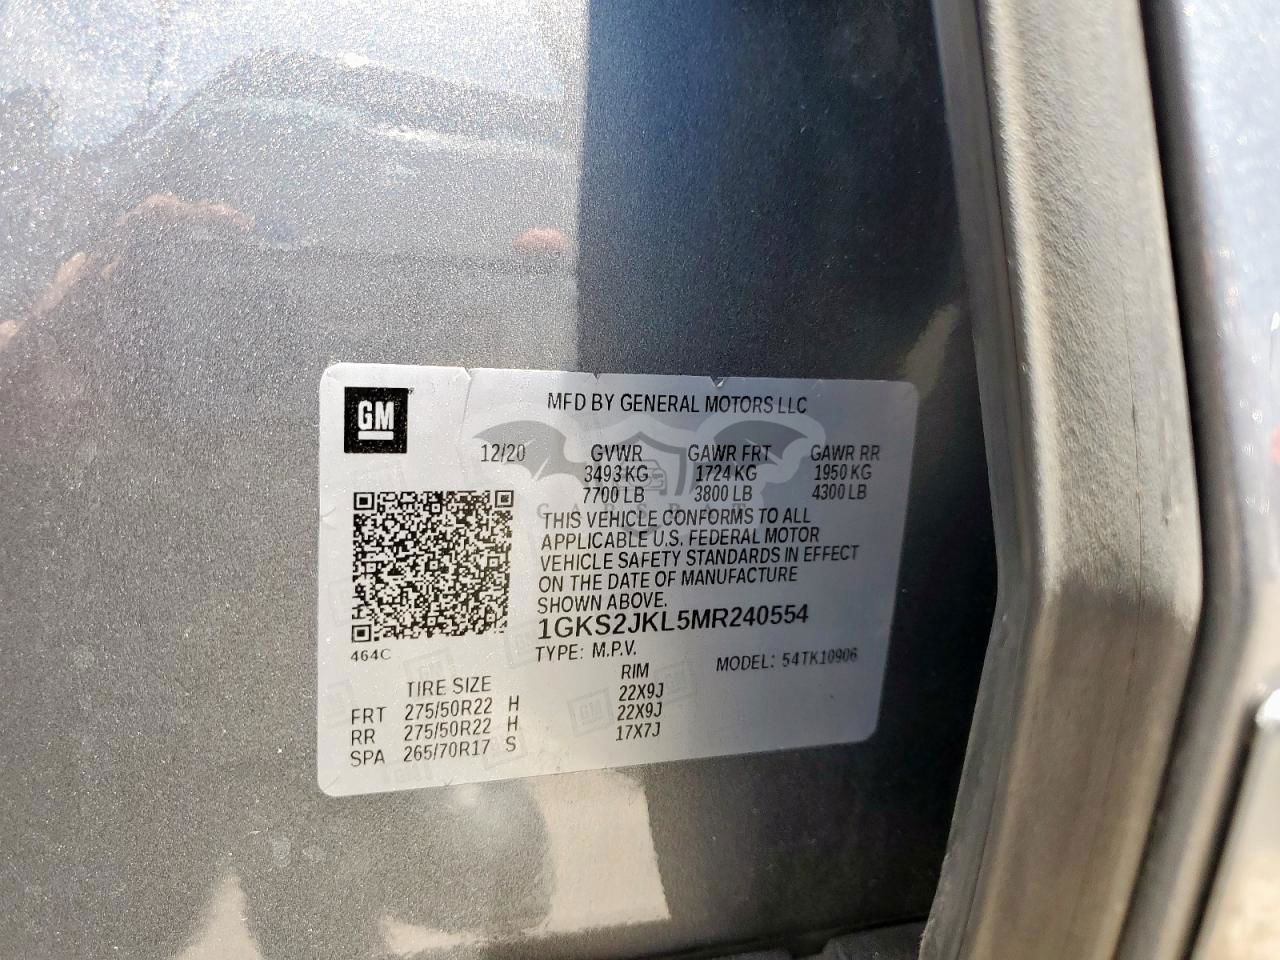 GM
MFD BY GENERAL MOTORS LLC
12/20 GVWR GAWR FRT GAWR RR
3493 KG 1724 KG 1950 KG
7700 LB 3800 LB 4300 LB
THIS VEHICLE CONFORMS TO ALL
APPLICABLE U.S. FEDERAL MOTOR
VEHICLE SAFETY STANDARDS IN EFFECT
ON THE DATE OF MANUFACTURE
SHOWN ABOVE.
1GKS2JKL5MR240554
464C
TYPE: M.P.V. MODEL: 54TK10906
TIRE SIZE RIM
FRT 275/50R22 H 22X9J
RR 275/50R22 H 22X9J
SPA 265/70R17 S 17X7J
GM